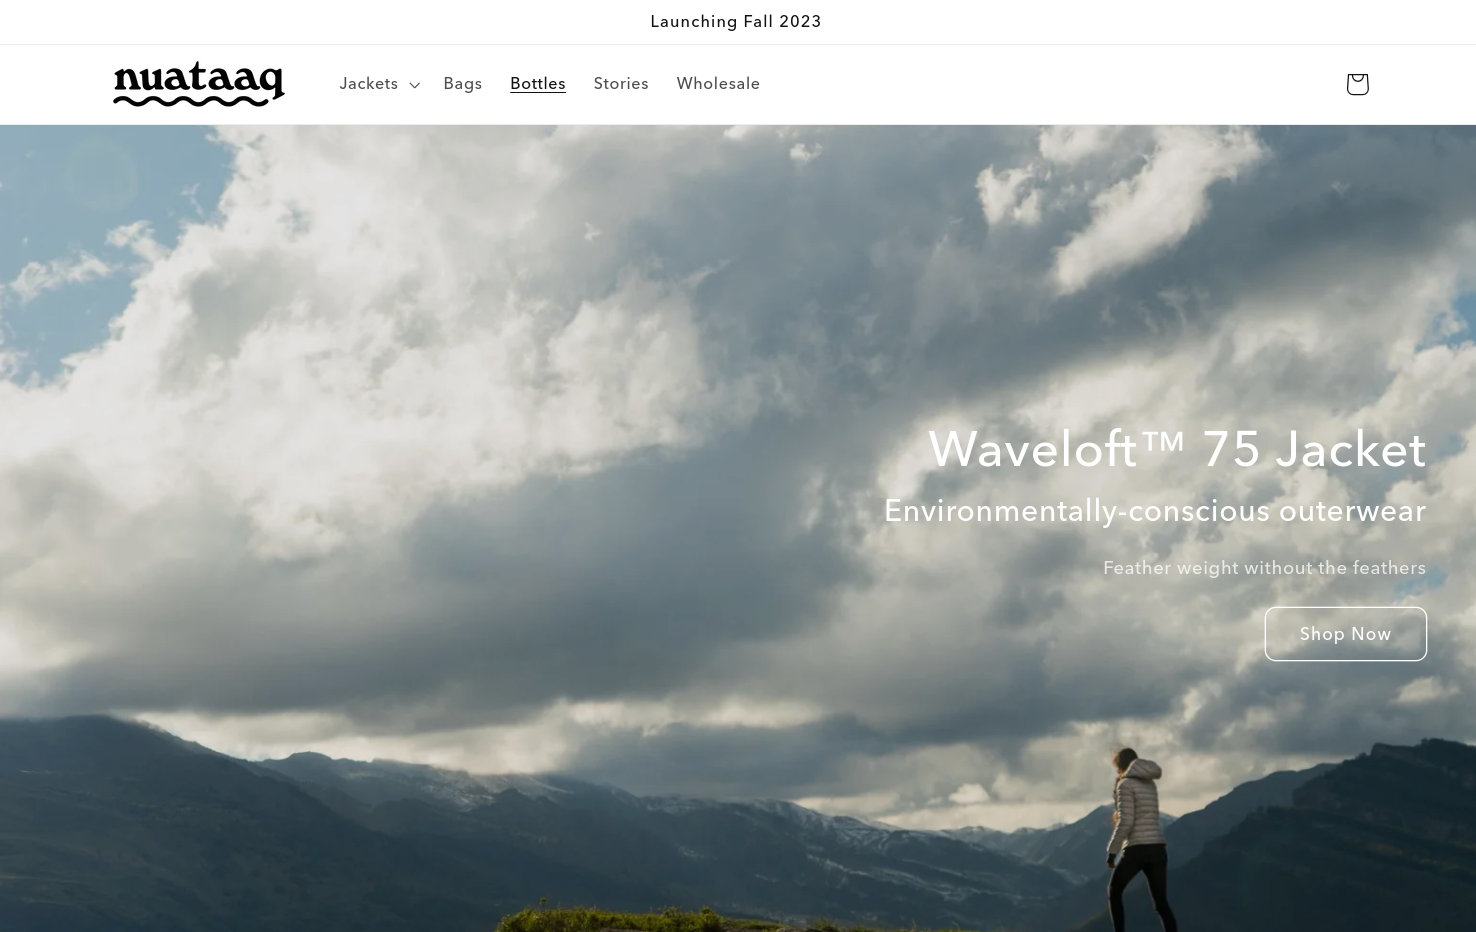 Launching Fall 2023
nuataaq
Jackets
Bags
Bottles
Stories
Wholesale
Waveloft™ 75 Jacket
Environmentally-conscious outerwear
Feather weight without the feathers
Shop Now